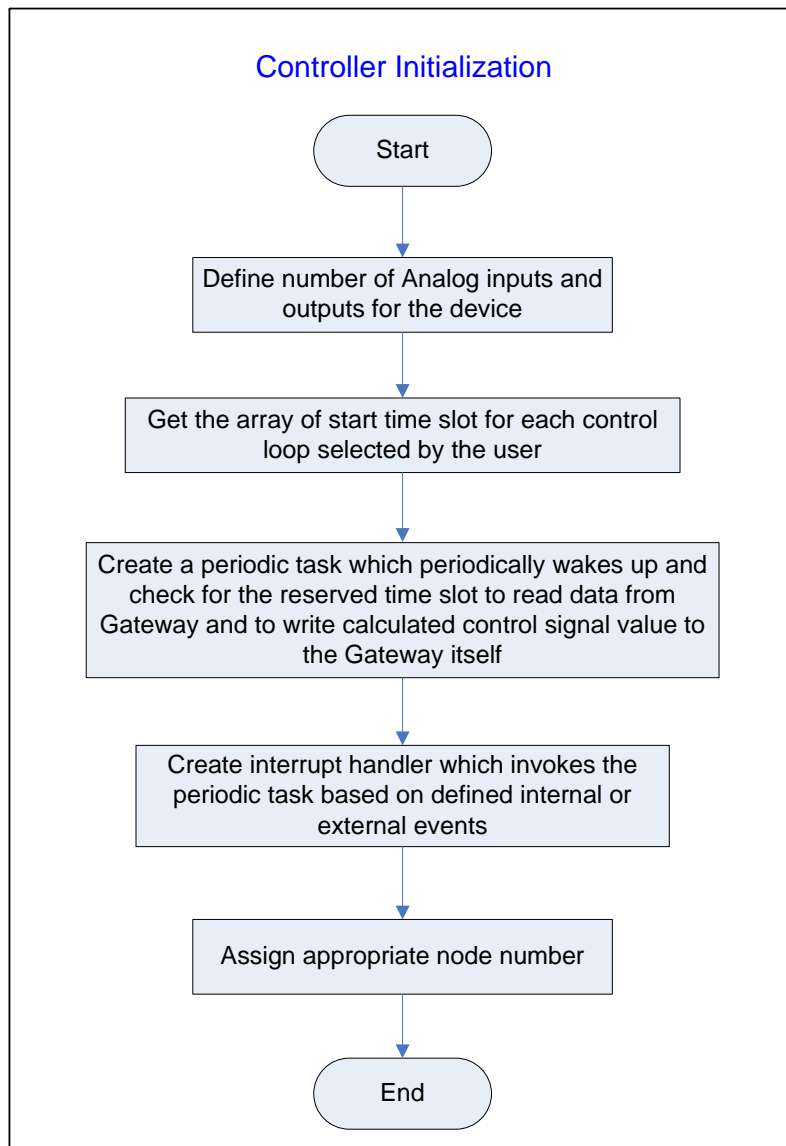 Controller Initialization
Start
Define number of Analog inputs and
outputs for the device
Get the array of start time slot for each control
loop selected by the user
Create a periodic task which periodically wakes up and
check for the reserved time slot to read data from
Gateway and to write calculated control signal value to
the Gateway itself
Create interrupt handler which invokes the
periodic task based on defined internal or
external events
Assign appropriate node number
End